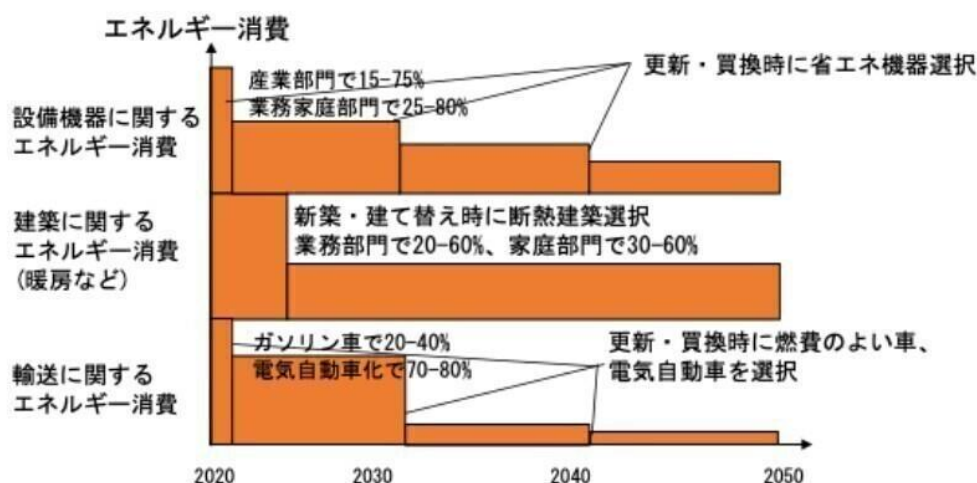 エネルギー消費
産業部門で15-75%
業務家庭部門で25-80%
更新・買換時に省エネ機器選択
設備機器に関する
エネルギー消費
建築に関する
エネルギー消費
(暖房など)
新築・建て替え時に断熱建築選択
業務部門で20-60%、家庭部門で30-60%
輸送に関する
エネルギー消費
ガソリン車で20-40%
電気自動車化で70-80%
更新・買換時に燃費のよい車、
電気自動車を選択
2020 2030 2040 2050